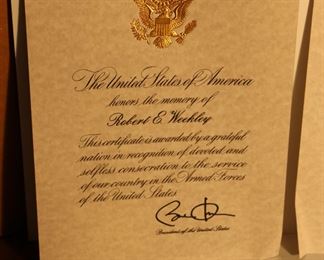 The United States of America
honors the memory of
Robert E. Weekley
This certificate is awarded by a grateful
nation in recognition of devoted and
selfless consecration to the service
of our country in the Armed Forces
of the United States.
President of the United States